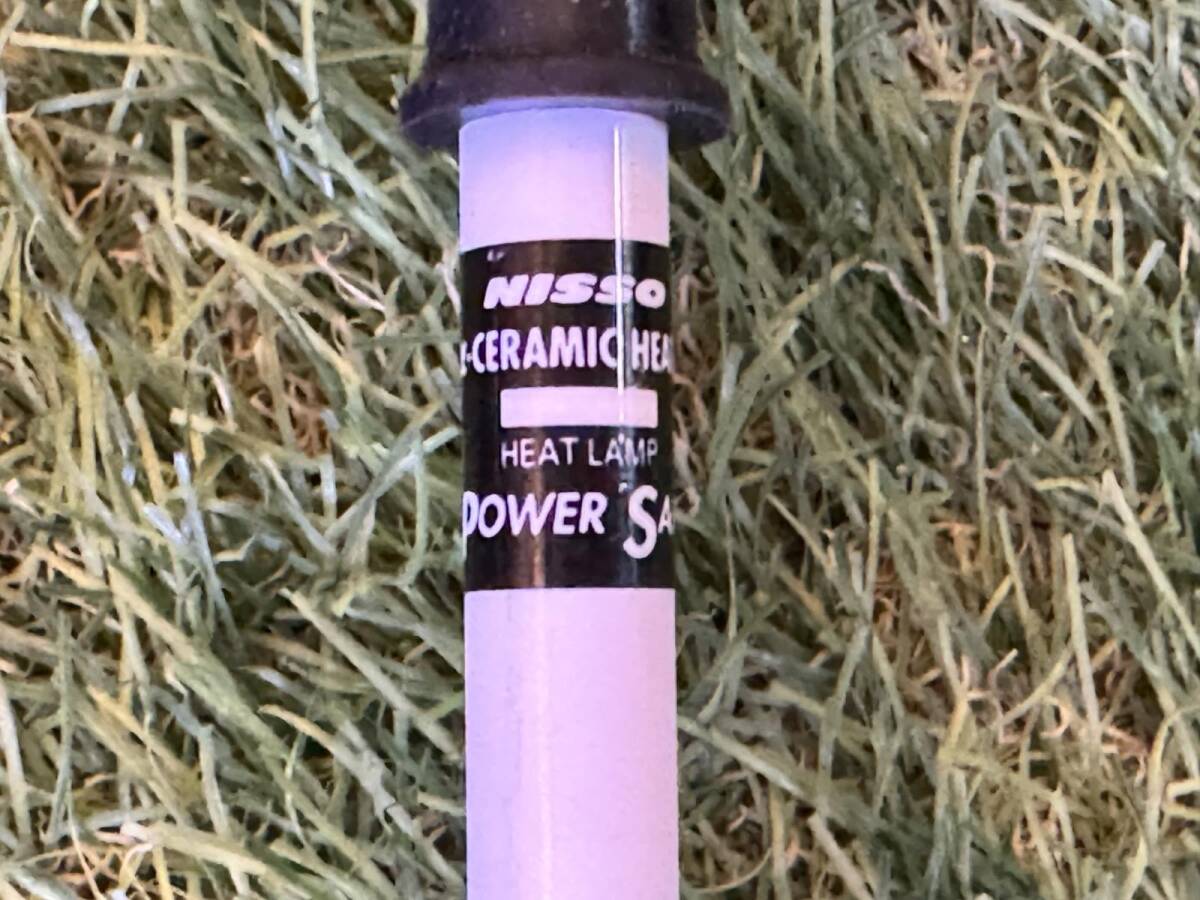 NISSO
-CERAMIC HEA
HEAT LAMP
POWER SA